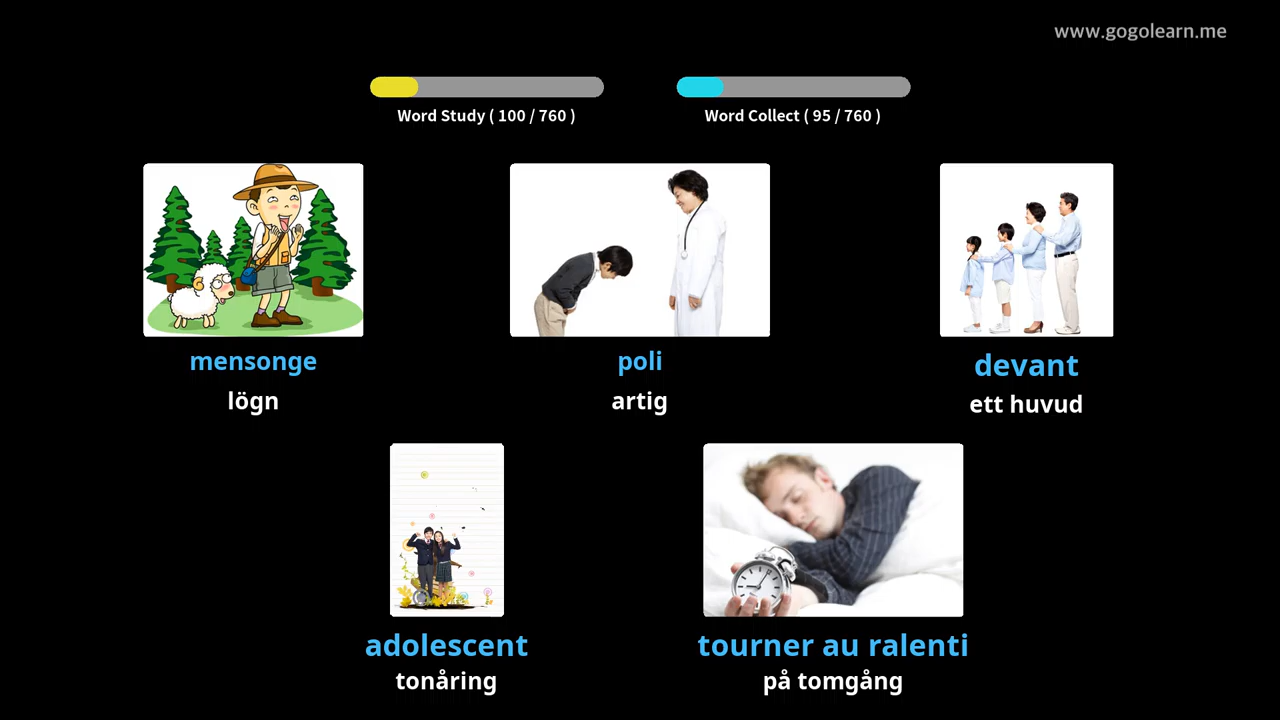 www.gogolearn.me
Word Study ( 100 / 760 )
Word Collect ( 95 / 760 )
mensonge
lögn
poli
artig
devant
ett huvud
adolescent
tonåring
tourner au ralenti
på tomgång